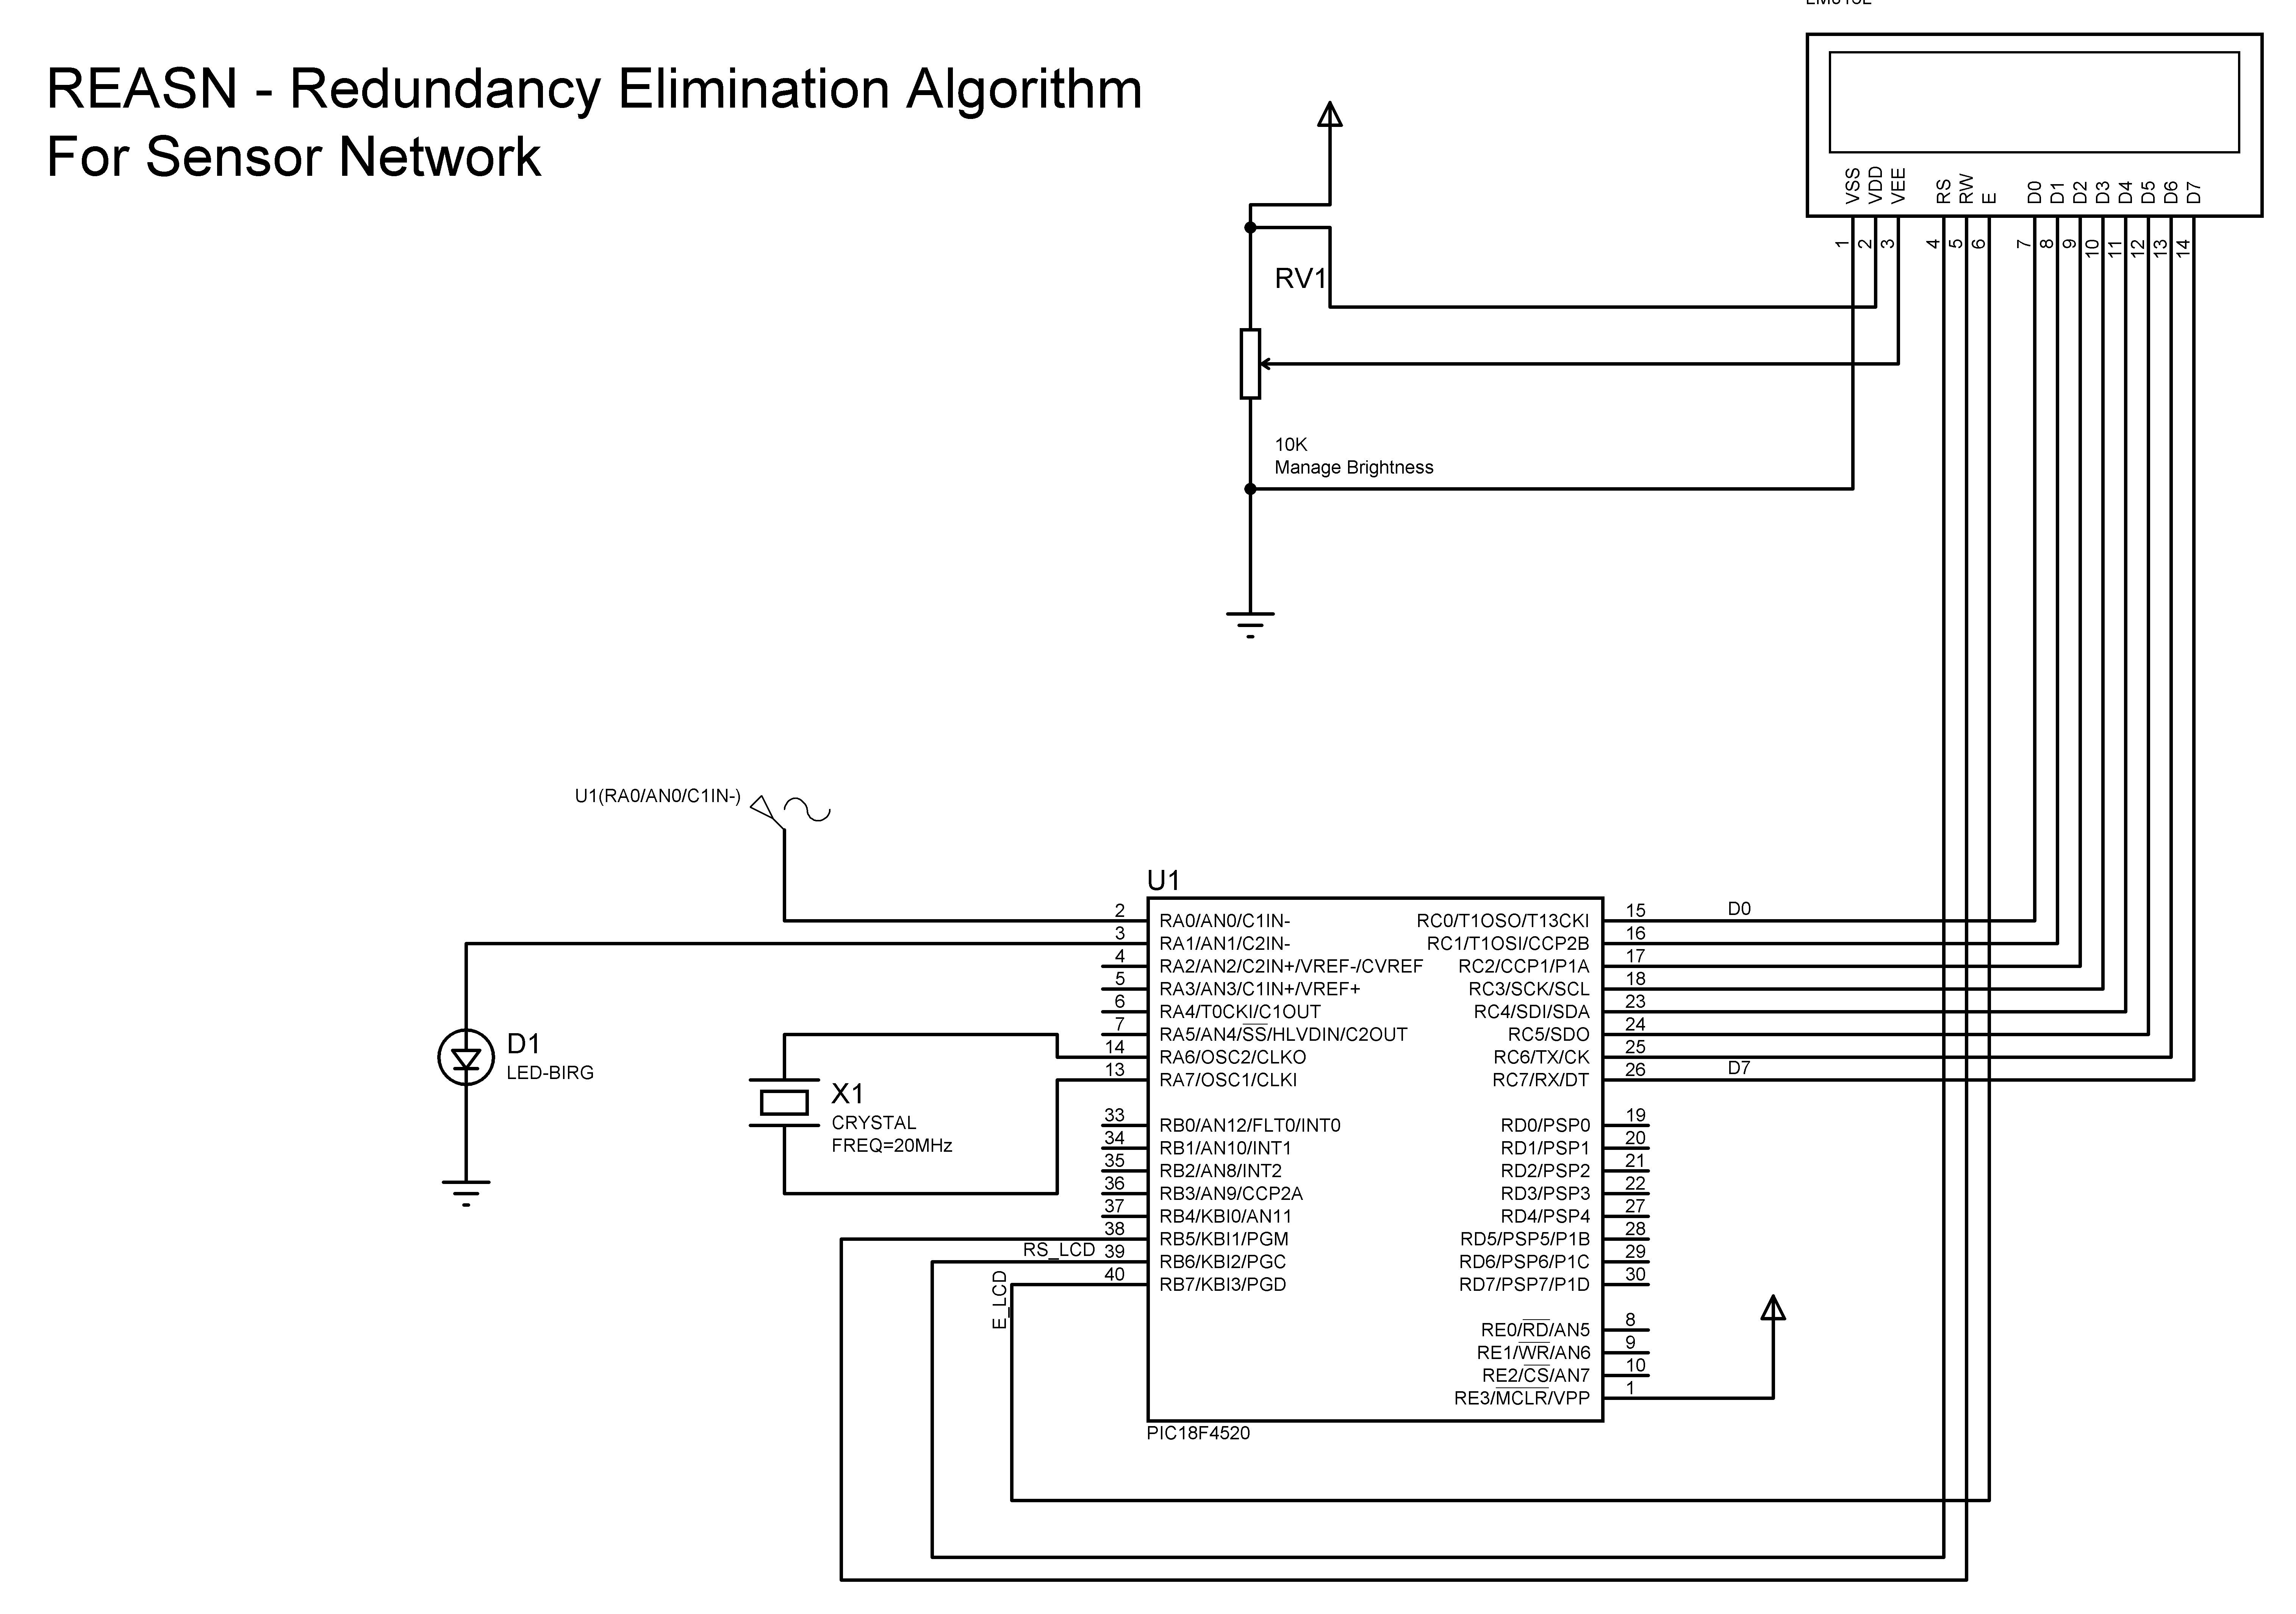 REASN - Redundancy Elimination Algorithm
For Sensor Network
VSS
VDD
VEE
RS
RW
E
D0
D1
D2
D3
D4
D5
D6
D7
1
2
3
4
5
6
7
8
9
10
11
12
13
14
RV1
10K
Manage Brightness
U1(RA0/AN0/C1IN-)
U1
2
RA0/AN0/C1IN-
3
RA1/AN1/C2IN-
4
RA2/AN2/C2IN+/VREF-/CVREF
5
RA3/AN3/C1IN+/VREF+
6
RA4/T0CKI/C1OUT
7
RA5/AN4/SS/HLVDIN/C2OUT
14
RA6/OSC2/CLKO
13
RA7/OSC1/CLKI
33
RB0/AN12/FLT0/INT0
34
RB1/AN10/INT1
35
RB2/AN8/INT2
36
RB3/AN9/CCP2A
37
RB4/KBI0/AN11
38
RB5/KBI1/PGM
RS_LCD 39
RB6/KBI2/PGC
40
RB7/KBI3/PGD
E_LCD
RC0/T1OSO/T13CKI
15
D0
RC1/T1OSI/CCP2B
16
RC2/CCP1/P1A
17
RC3/SCK/SCL
18
RC4/SDI/SDA
23
RC5/SDO
24
RC6/TX/CK
25
RC7/RX/DT
26
D7
RD0/PSP0
19
RD1/PSP1
20
RD2/PSP2
21
RD3/PSP3
22
RD4/PSP4
27
RD5/PSP5/P1B
28
RD6/PSP6/P1C
29
RD7/PSP7/P1D
30
RE0/RD/AN5
8
RE1/WR/AN6
9
RE2/CS/AN7
10
RE3/MCLR/VPP
1
PIC18F4520
D1
LED-BIRG
X1
CRYSTAL
FREQ=20MHz